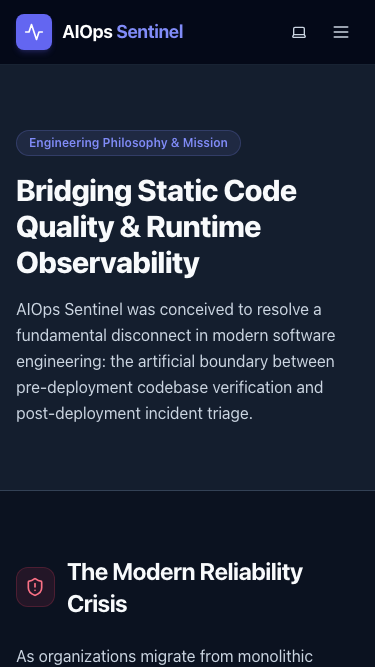 AIOps Sentinel
Engineering Philosophy & Mission
Bridging Static Code
Quality & Runtime
Observability
AIOps Sentinel was conceived to resolve a
fundamental disconnect in modern software
engineering: the artificial boundary between
pre-deployment codebase verification and
post-deployment incident triage.
The Modern Reliability
Crisis
As organizations migrate from monolithic